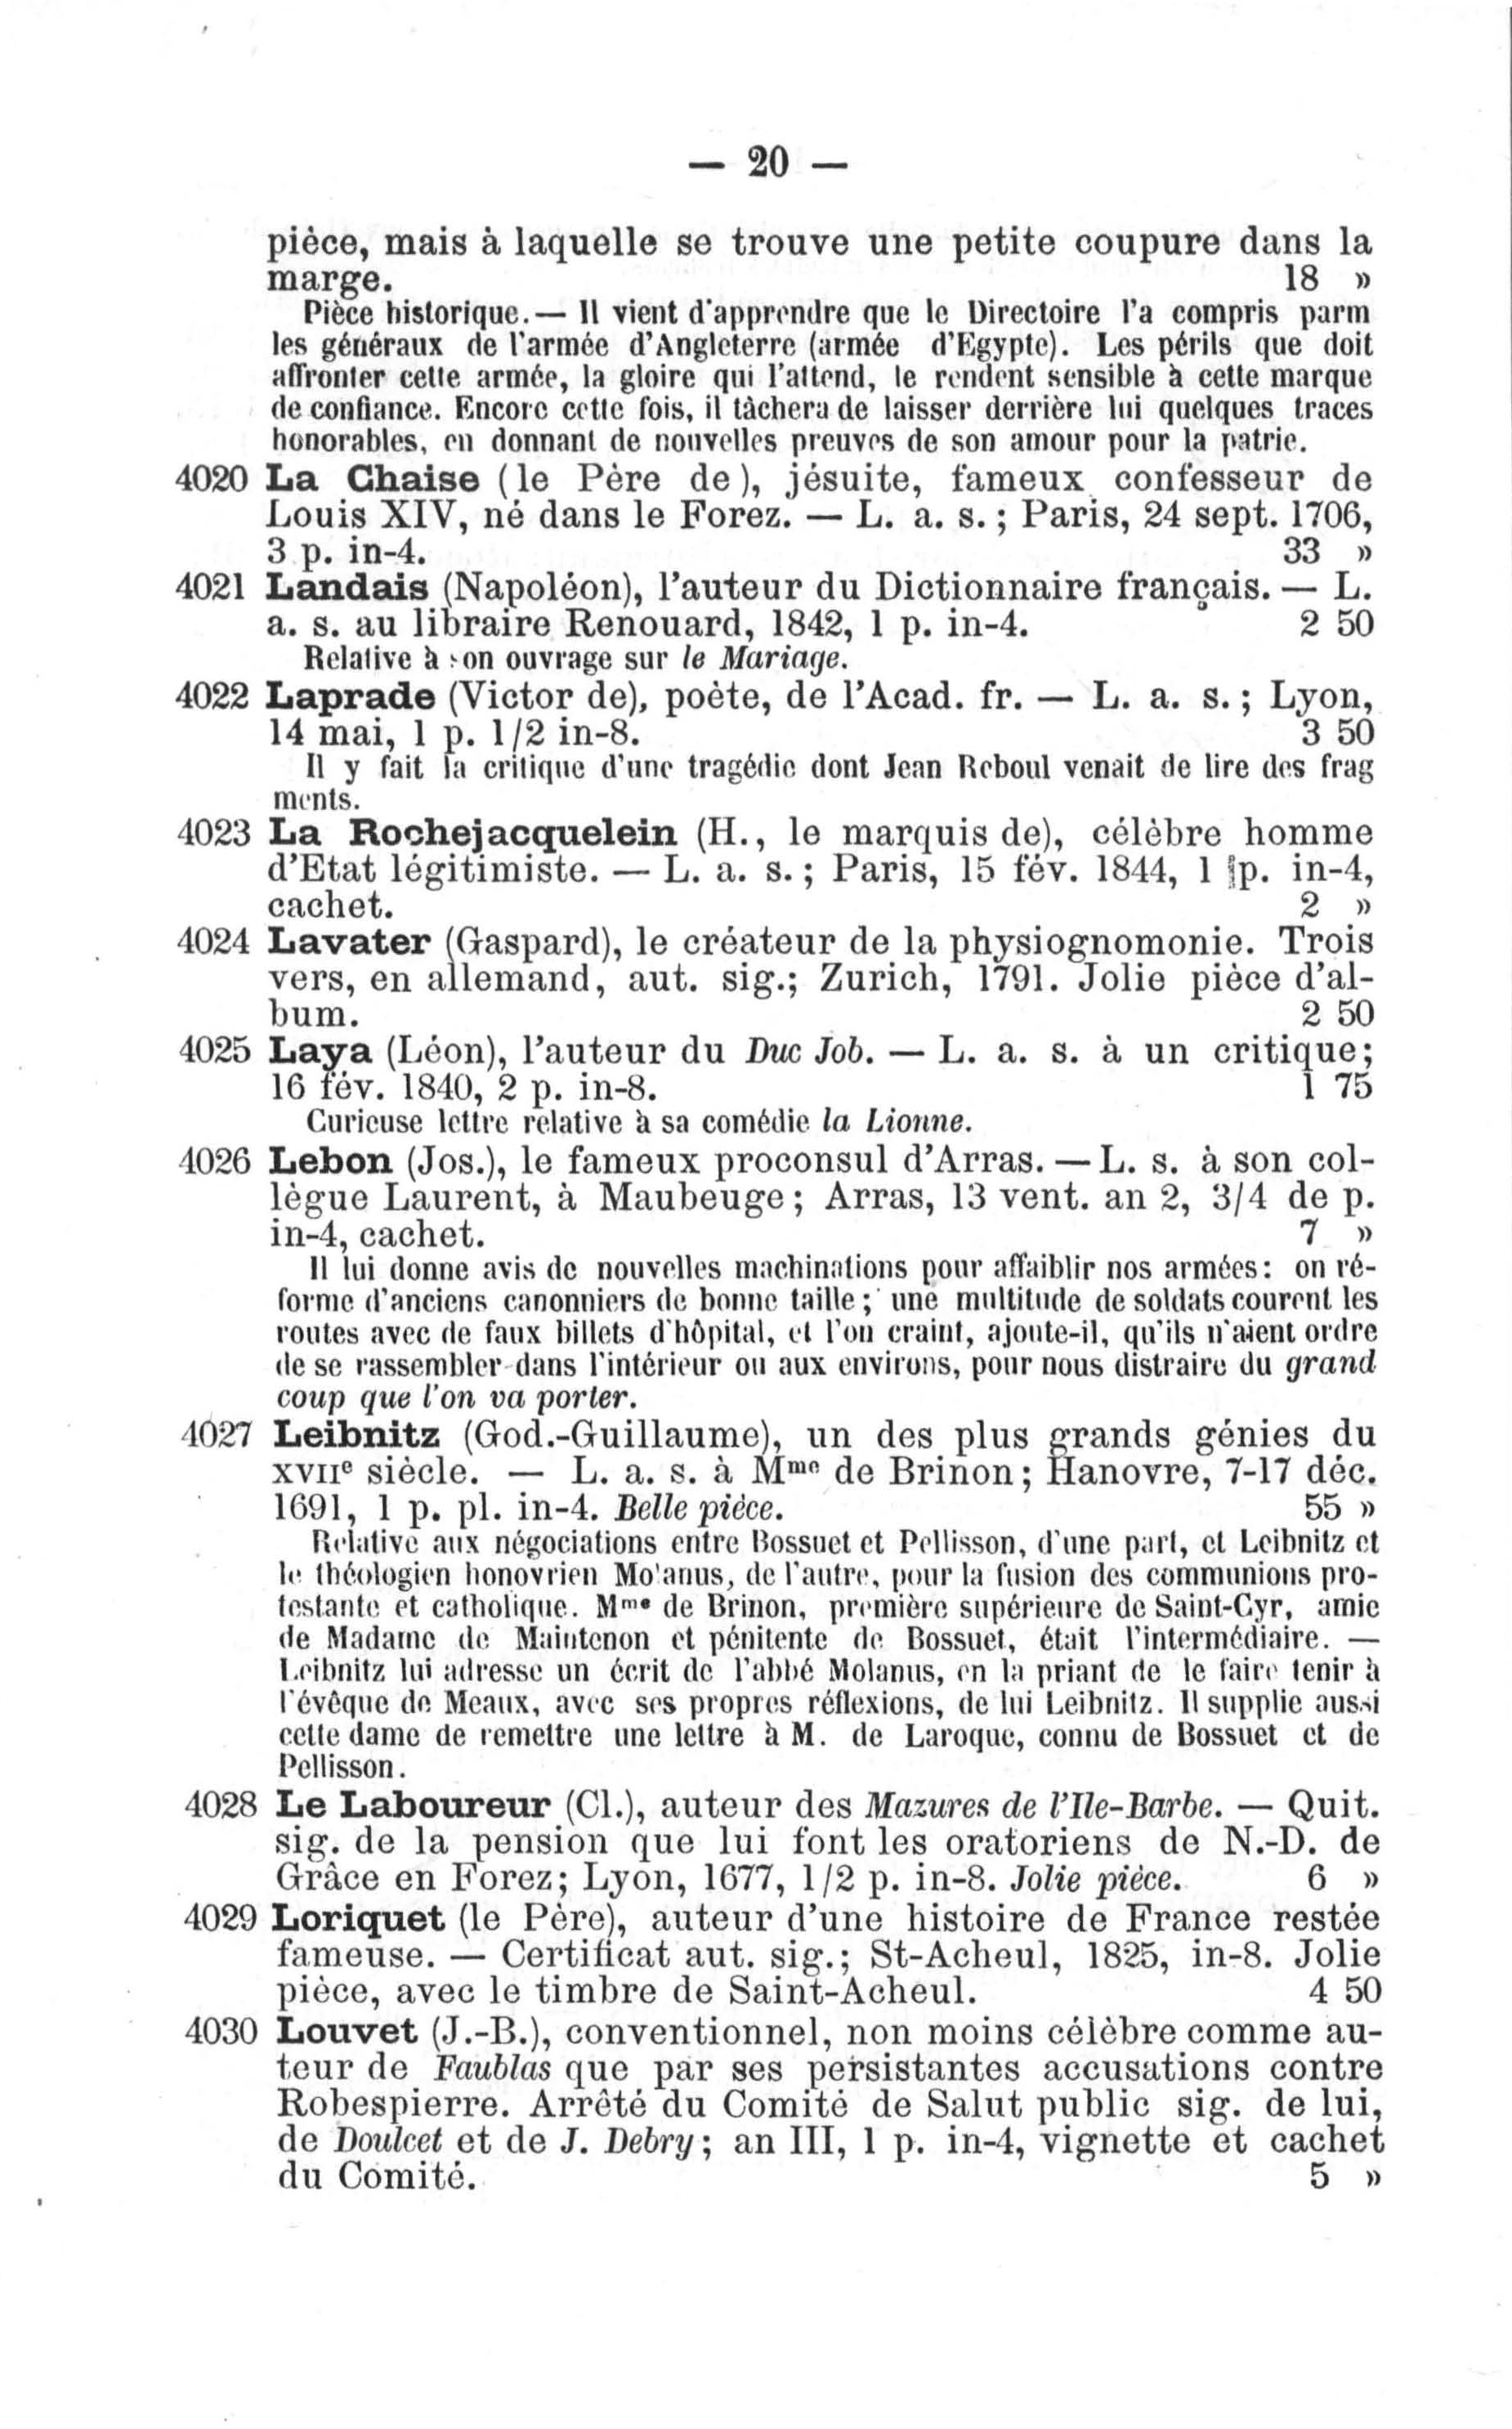 — 20 —
pièce, mais à laquelle se trouve une petite coupure dans la
marge. 18 »
Pièce historique. — Il vient d'apprendre que le Directoire l'a compris parm
les généraux de l'armée d'Angleterre (armée d'Egypte). Les périls que doit
affronter cette armée, la gloire qui l'attend, le rendent sensible à cette marque
de confiance. Encore cette fois, il tâchera de laisser derrière lui quelques traces
honorables, en donnant de nouvelles preuves de son amour pour la patrie.
4020 La Chaise (le Père de), jésuite, fameux confesseur de
Louis XIV, né dans le Forez. — L. a. s. ; Paris, 24 sept. 1706,
3 p. in-4. 33 »
4021 Landais (Napoléon), l'auteur du Dictionnaire français. — L.
a. s. au libraire Renouard, 1842, 1 p. in-4. 2 50
Relative à son ouvrage sur le Mariage.
4022 Laprade (Victor de), poète, de l'Acad. fr. — L. a. s. ; Lyon,
14 mai, 1 p. 1/2 in-8. 3 50
Il y fait la critique d'une tragédie dont Jean Reboul venait de lire des frag
ments.
4023 La Rochejacquelein (H., le marquis de), célèbre homme
d'Etat légitimiste. — L. a. s. ; Paris, 15 fév. 1844, 1 p. in-4,
cachet. 2 »
4024 Lavater (Gaspard), le créateur de la physiognomonie. Trois
vers, en allemand, aut. sig.; Zurich, 1791. Jolie pièce d'al-
bum. 2 50
4025 Laya (Léon), l'auteur du Duc Job. — L. a. s. à un critique;
16 fév. 1840, 2 p. in-8. 1 75
Curieuse lettre relative à sa comédie la Lionne.
4026 Lebon (Jos.), le fameux proconsul d'Arras. — L. s. à son col-
lègue Laurent, à Maubeuge; Arras, 13 vent. an 2, 3/4 de p.
in-4, cachet. 7 »
Il lui donne avis de nouvelles machinations pour affaiblir nos armées: on ré-
forme d'anciens canonniers de bonne taille; une multitude de soldats courent les
routes avec de faux billets d'hôpital, et l'on craint, ajoute-il, qu'ils n'aient ordre
de se rassembler dans l'intérieur ou aux environs, pour nous distraire du grand
coup que l'on va porter.
4027 Leibnitz (God.-Guillaume), un des plus grands génies du
XVIIe siècle. — L. a. s. à Mme de Brinon; Hanovre, 7-17 déc.
1691, 1 p. pl. in-4. Belle pièce. 55 »
Relative aux négociations entre Bossuet et Pellisson, d'une part, et Leibnitz et
le théologien honovrien Mo'anus, de l'autre, pour la fusion des communions pro-
testante et catholique. Mme de Brinon, première supérieure de Saint-Cyr, amie
de Madame de Maintenon et pénitente de Bossuet, était l'intermédiaire. —
Leibnitz lui adresse un écrit de l'abbé Molanus, en la priant de le faire tenir à
l'évêque de Meaux, avec ses propres réflexions, de lui Leibnitz. Il supplie aussi
cette dame de remettre une lettre à M. de Laroque, connu de Bossuet et de
Pellisson.
4028 Le Laboureur (Cl.), auteur des Mazures de l'Ile-Barbe. — Quit.
sig. de la pension que lui font les oratoriens de N.-D. de
Grâce en Forez; Lyon, 1677, 1/2 p. in-8. Jolie pièce. 6 »
4029 Loriquet (le Père), auteur d'une histoire de France restée
fameuse. — Certificat aut. sig.; St-Acheul, 1825, in-8. Jolie
pièce, avec le timbre de Saint-Acheul. 4 50
4030 Louvet (J.-B.), conventionnel, non moins célèbre comme au-
teur de Faublas que par ses persistantes accusations contre
Robespierre. Arrêté du Comité de Salut public sig. de lui,
de Doulcet et de J. Debry; an III, 1 p. in-4, vignette et cachet
du Comité. 5 »